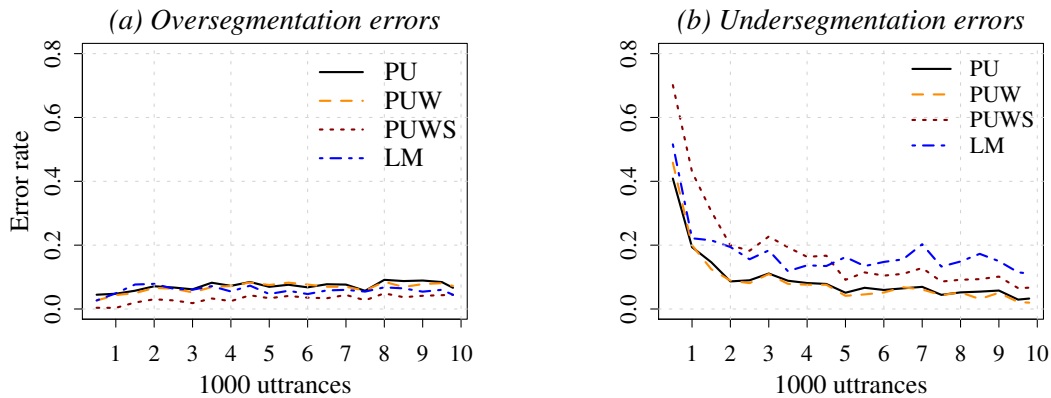 (a) Oversegmentation errors
Error rate
0.0 0.2 0.4 0.6 0.8
PU
PUW
PUWS
LM
1 2 3 4 5 6 7 8 9 10
1000 uttrances
(b) Undersegmentation errors
0.0 0.2 0.4 0.6 0.8
PU
PUW
PUWS
LM
1 2 3 4 5 6 7 8 9 10
1000 uttrances